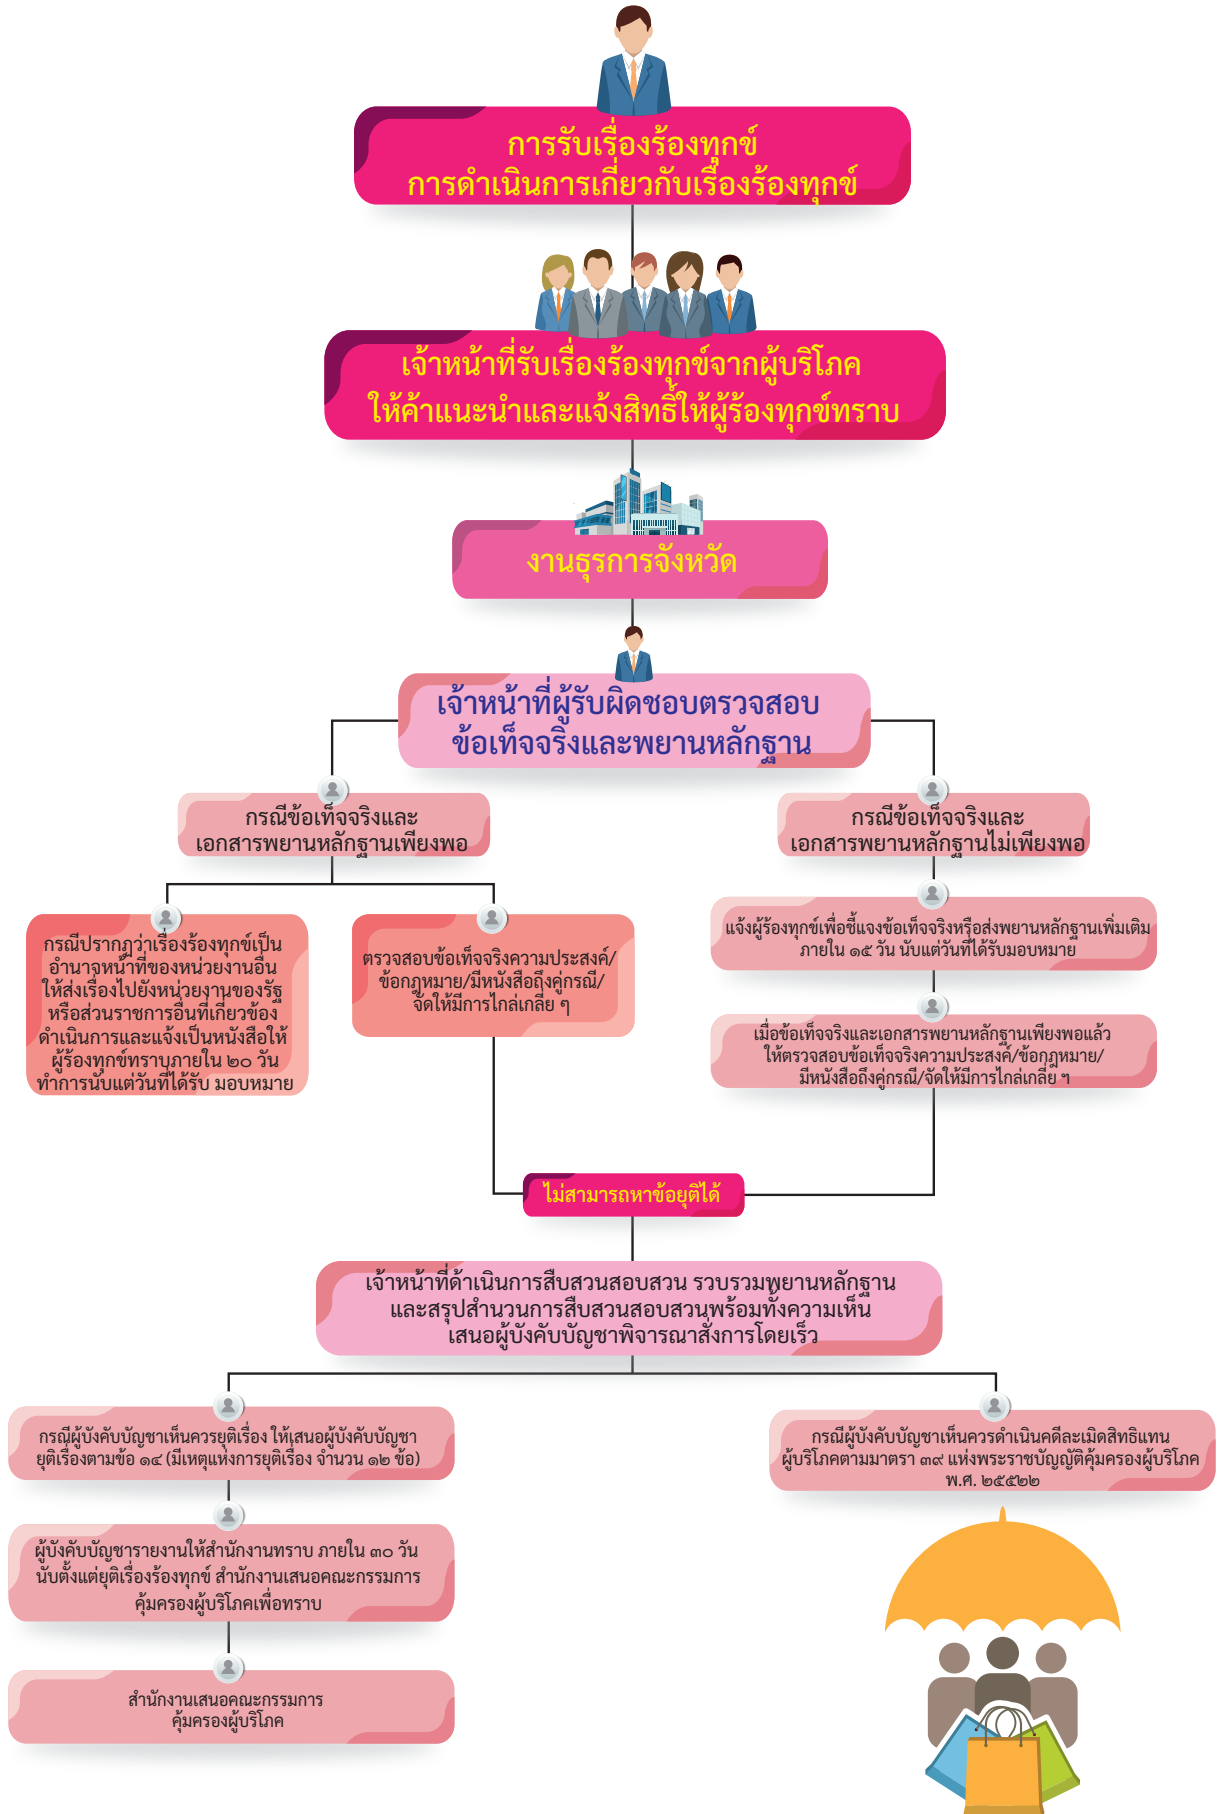 การรับเรื่องร้องทุกข์
การดำเนินการเกี่ยวกับเรื่องร้องทุกข์
เจ้าหน้าที่รับเรื่องร้องทุกข์จากผู้บริโภค
ให้ค้าแนะนำและแจ้งสิทธิ์ให้ผู้ร้องทุกข์ทราบ
งานธุรการจังหวัด
เจ้าหน้าที่ผู้รับผิดชอบตรวจสอบ
ข้อเท็จจริงและพยานหลักฐาน
กรณีข้อเท็จจริงและ
เอกสารพยานหลักฐานเพียงพอ
กรณีข้อเท็จจริงและ
เอกสารพยานหลักฐานไม่เพียงพอ
กรณีปรากฏว่าเรื่องร้องทุกข์เป็น
อำนาจหน้าที่ของหน่วยงานอื่น
ให้ส่งเรื่องไปยังหน่วยงานของรัฐ
หรือส่วนราชการอื่นที่เกี่ยวข้อง
ดำเนินการและแจ้งเป็นหนังสือให้
ผู้ร้องทุกข์ทราบภายใน ๒๐ วัน
ทำการนับแต่วันที่ได้รับ มอบหมาย
ตรวจสอบข้อเท็จจริงความประสงค์/
ข้อกฎหมาย/มีหนังสือถึงคู่กรณี/
จัดให้มีการไกล่เกลี่ย ๆ
แจ้งผู้ร้องทุกข์เพื่อชี้แจงข้อเท็จจริงหรือส่งพยานหลักฐานเพิ่มเติม
ภายใน ๑๕ วัน นับแต่วันที่ได้รับมอบหมาย
เมื่อข้อเท็จจริงและเอกสารพยานหลักฐานเพียงพอแล้ว
ให้ตรวจสอบข้อเท็จจริงความประสงค์/ข้อกฎหมาย/
มีหนังสือถึงคู่กรณี/จัดให้มีการไกล่เกลี่ย ฯ
ไม่สามารถหาข้อยุติได้
เจ้าหน้าที่ด้าเนินการสืบสวนสอบสวน รวบรวมพยานหลักฐาน
และสรุปสำนวนการสืบสวนสอบสวนพร้อมทั้งความเห็น
เสนอผู้บังคับบัญชาพิจารณาสั่งการโดยเร็ว
กรณีผู้บังคับบัญชาเห็นควรยุติเรื่อง ให้เสนอผู้บังคับบัญชา
ยุติเรื่องตามข้อ ๑๔ (มีเหตุแห่งการยุติเรื่อง จำนวน ๑๒ ข้อ)
กรณีผู้บังคับบัญชาเห็นควรดำเนินคดีละเมิดสิทธิแทน
ผู้บริโภคตามมาตรา ๓๙ แห่งพระราชบัญญัติคุ้มครองผู้บริโภค
พ.ศ. ๒๕๕๒๒
ผู้บังคับบัญชารายงานให้สำนักงานทราบ ภายใน ๓๐ วัน
นับตั้งแต่ยุติเรื่องร้องทุกข์ สำนักงานเสนอคณะกรรมการ
คุ้มครองผู้บริโภคเพื่อทราบ
สำนักงานเสนอคณะกรรมการ
คุ้มครองผู้บริโภค